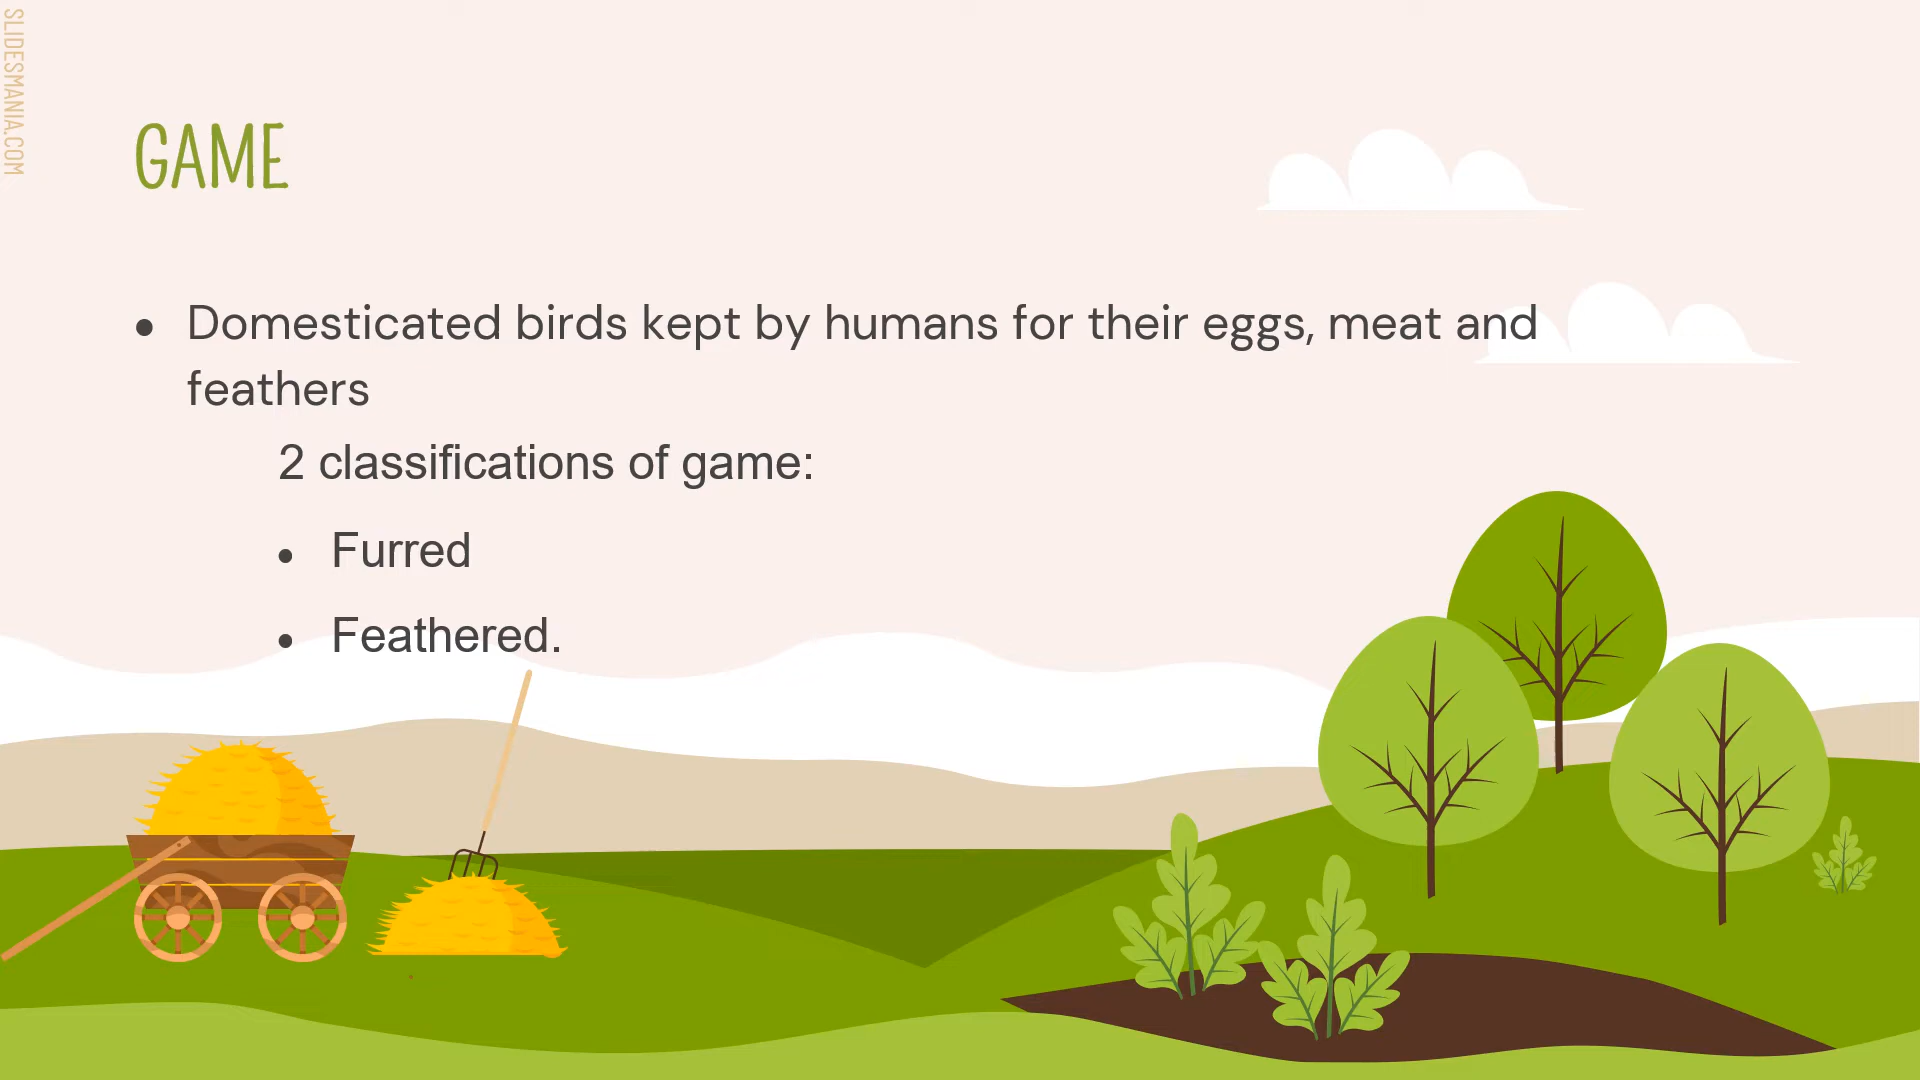 SLIDESMANIA.COM
GAME
• Domesticated birds kept by humans for their eggs, meat and
feathers
2 classifications of game:
• Furred
• Feathered.